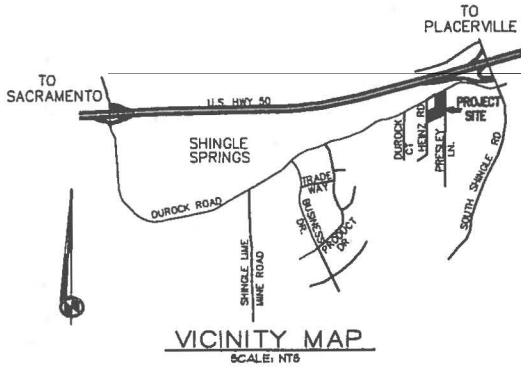 TO
PLACERVILLE
TO
SACRAMENTO
U.S. HWY 50
PROJECT
SITE
SHINGLE
SPRINGS
DUROCK
CT
HEINZ RD
PRESLEY
LN.
SOUTH SHINGLE RD
DUROCK ROAD
TRADE
WAY
BUSINESS
DR.
PRODUCT
DR
SHINGLE LIME
MINE ROAD
N
VICINITY MAP
SCALE: NTS